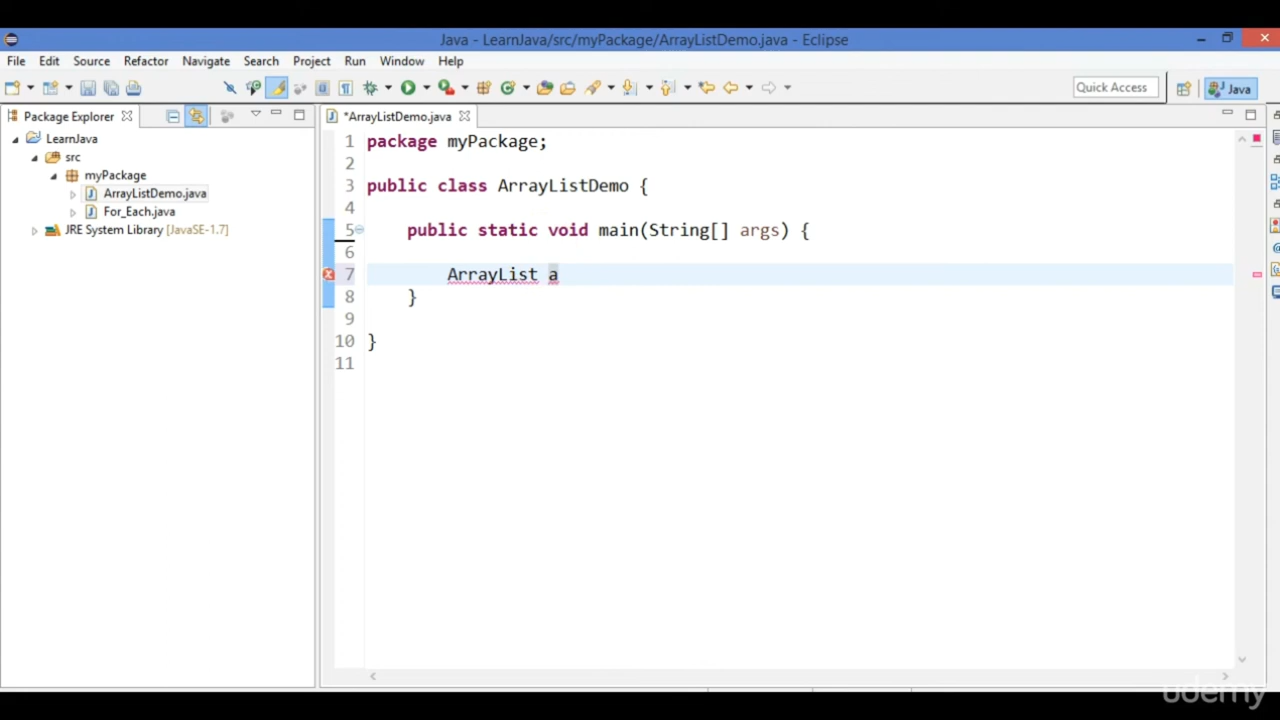 Java - LearnJava/src/myPackage/ArrayListDemo.java - Eclipse
File Edit Source Refactor Navigate Search Project Run Window Help
Quick Access
Java
Package Explorer
LearnJava
src
myPackage
ArrayListDemo.java
For_Each.java
JRE System Library [JavaSE-1.7]
*ArrayListDemo.java
1 package myPackage;
2
3 public class ArrayListDemo {
4
5 public static void main(String[] args) {
6
7 ArrayList a
8 }
9
10 }
11
udemy